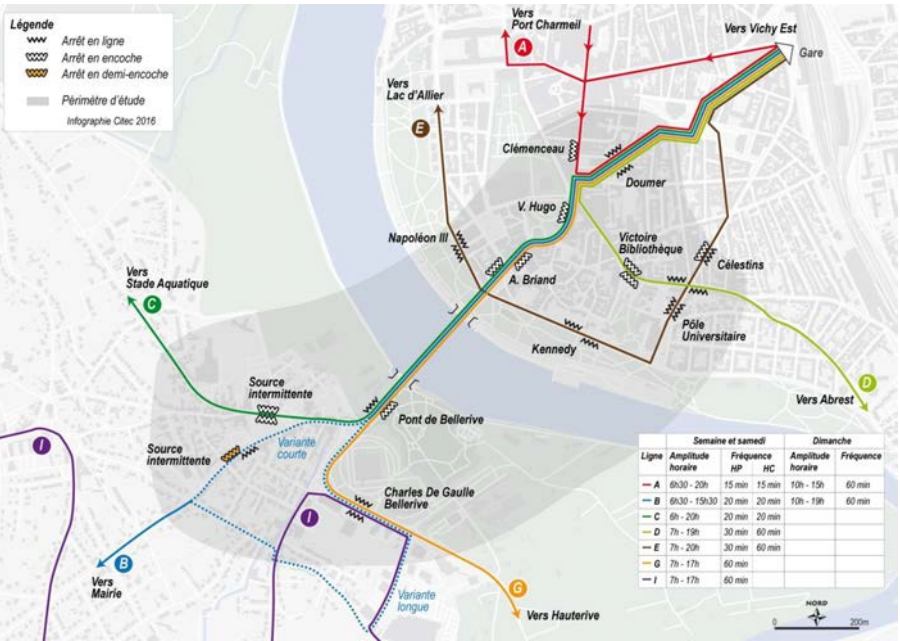 Légende
Arrêt en ligne
Arrêt en encoche
Arrêt en demi-encoche
Périmètre d'étude
Infographie Citec 2016
Vers
Port Charmeil
A
Vers Vichy Est
Gare
Vers
Lac d'Allier
E
Clémenceau
Doumer
V. Hugo
Napoléon III
Victoire
Bibliothèque
Célestins
A. Briand
Vers
Stade Aquatique
C
Pôle
Universitaire
Kennedy
D
Vers Abrest
Source
intermittente
Pont de Bellerive
Source
intermittente
Variante
courte
I
Charles De Gaulle
Bellerive
I
B
Vers
Mairie
G
Vers Hauterive
Variante
longue
Semaine et samedi Dimanche
Ligne Amplitude horaire Fréquence HP HC Amplitude horaire Fréquence
A 6h30 - 20h 15 min 15 min 10h - 15h 60 min
B 6h30 - 15h30 20 min 20 min 10h - 19h 60 min
C 6h - 20h 20 min 20 min
D 7h - 19h 30 min 60 min
E 7h - 20h 30 min 60 min
G 7h - 17h 60 min
I 7h - 17h 60 min
NORD
0 200m